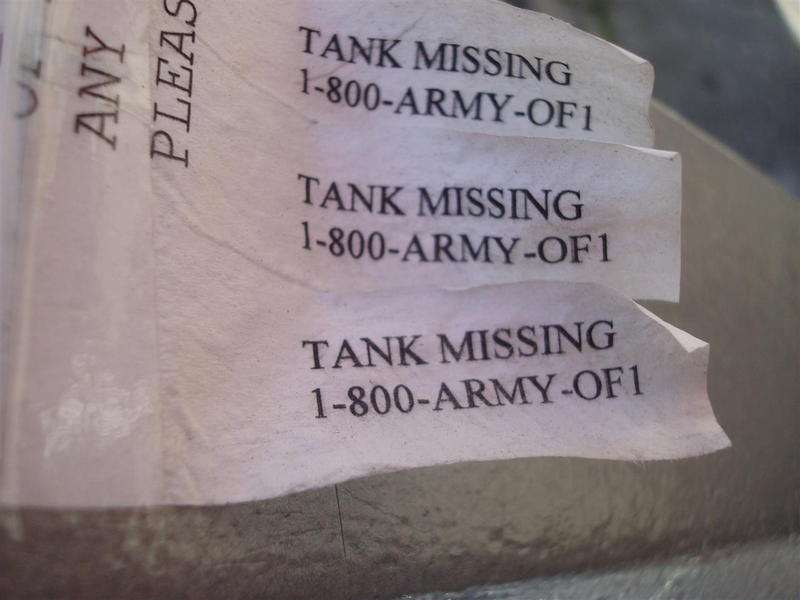 ANY
PLEAS
TANK MISSING
1-800-ARMY-OF1
TANK MISSING
1-800-ARMY-OF1
TANK MISSING
1-800-ARMY-OF1